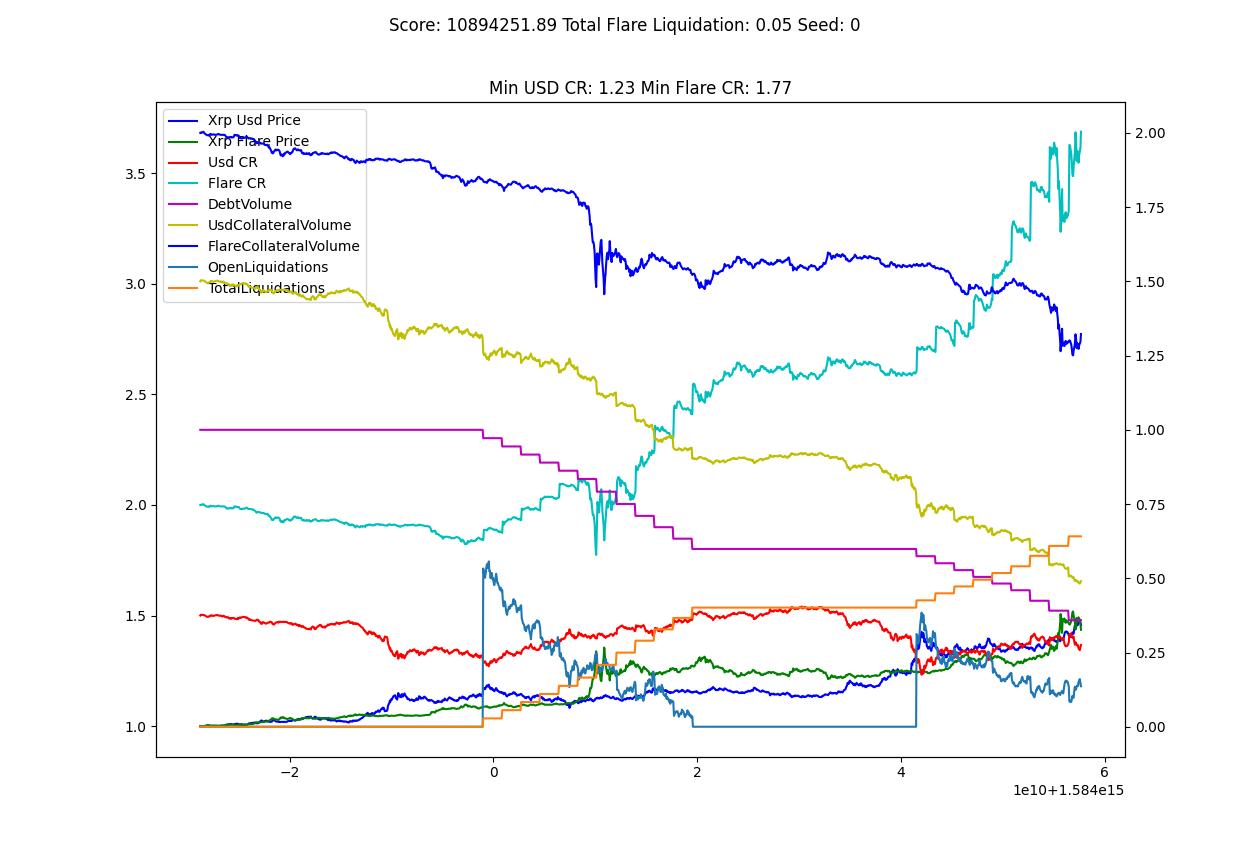 Score: 10894251.89 Total Flare Liquidation: 0.05 Seed: 0
Min USD CR: 1.23 Min Flare CR: 1.77
Xrp Usd Price
Xrp Flare Price
Usd CR
Flare CR
DebtVolume
UsdCollateralVolume
FlareCollateralVolume
OpenLiquidations
TotalLiquidations
3.5
3.0
2.5
2.0
1.5
1.0
2.00
1.75
1.50
1.25
1.00
0.75
0.50
0.25
0.00
−2
0
2
4
6
1e10+1.584e15